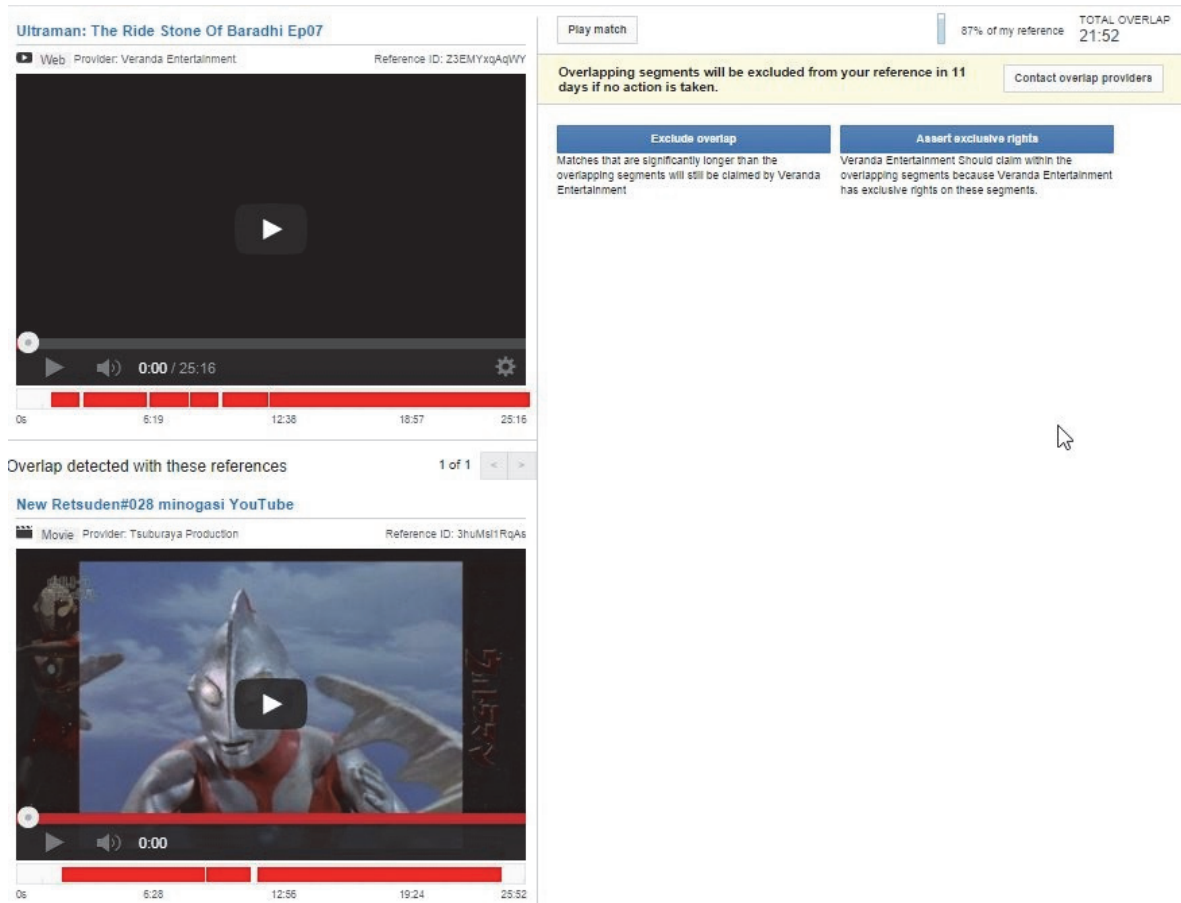 Ultraman: The Ride Stone Of Baradhi Ep07
Web Provider: Veranda Entertainment Reference ID: Z3EMYxqAqWY
0:00 / 25:16
0s 6:19 12:38 18:57 25:16
Overlap detected with these references 1 of 1 < >
New Retsuden#028 minogasi YouTube
Movie Provider: Tsuburaya Production Reference ID: 3huMsI1RqAs
0:00
0s 6:28 12:56 19:24 25:52
Play match 87% of my reference TOTAL OVERLAP
21:52
Overlapping segments will be excluded from your reference in 11
days if no action is taken.
Contact overlap providers
Exclude overlap
Matches that are significantly longer than the
overlapping segments will still be claimed by Veranda
Entertainment
Assert exclusive rights
Veranda Entertainment Should claim within the
overlapping segments because Veranda Entertainment
has exclusive rights on these segments.